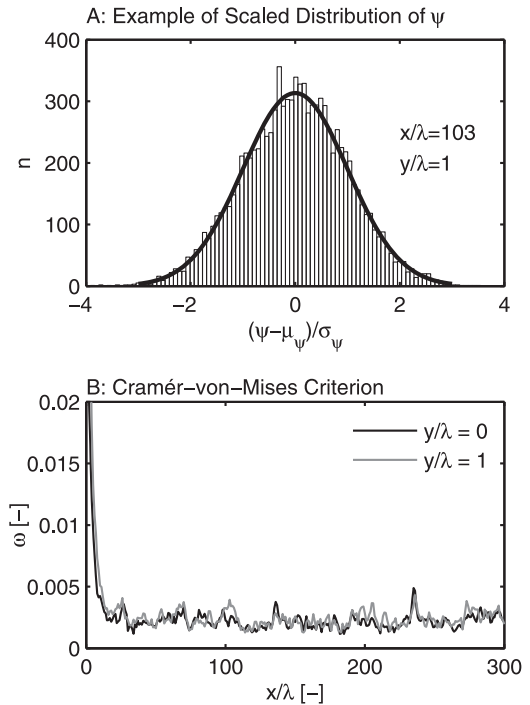 A: Example of Scaled Distribution of ψ
400
300
200
100
0
n
x/λ=103
y/λ=1
−4 −2 0 2 4
(ψ−μψ)/σψ
B: Cramér−von−Mises Criterion
0.02
0.015
0.01
0.005
0
ω [−]
y/λ = 0
y/λ = 1
0 100 200 300
x/λ [−]